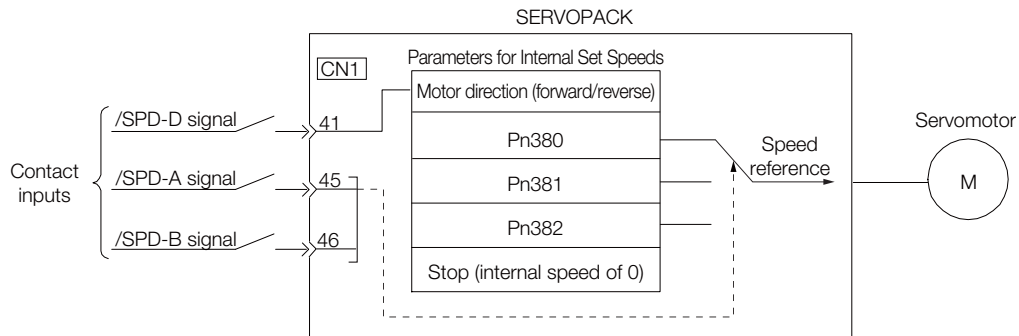 SERVOPACK
Parameters for Internal Set Speeds
CN1
Motor direction (forward/reverse)
/SPD-D signal
41
Pn380
Servomotor
Speed
reference
Contact
inputs
/SPD-A signal
45
Pn381
M
Pn382
/SPD-B signal
46
Stop (internal speed of 0)